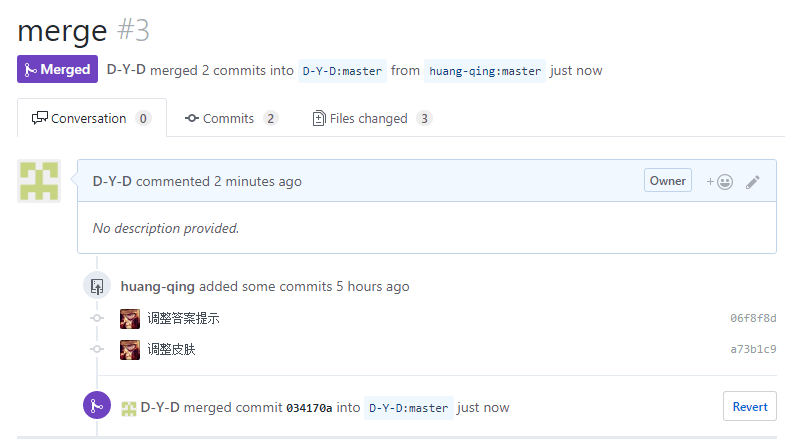 merge #3
Merged D-Y-D merged 2 commits into D-Y-D:master from huang-qing:master just now
Conversation 0 Commits 2 Files changed 3
D-Y-D commented 2 minutes ago Owner +
No description provided.
huang-qing added some commits 5 hours ago
调整答案提示 06f8f8d
调整皮肤 a73b1c9
D-Y-D merged commit 034170a into D-Y-D:master just now Revert